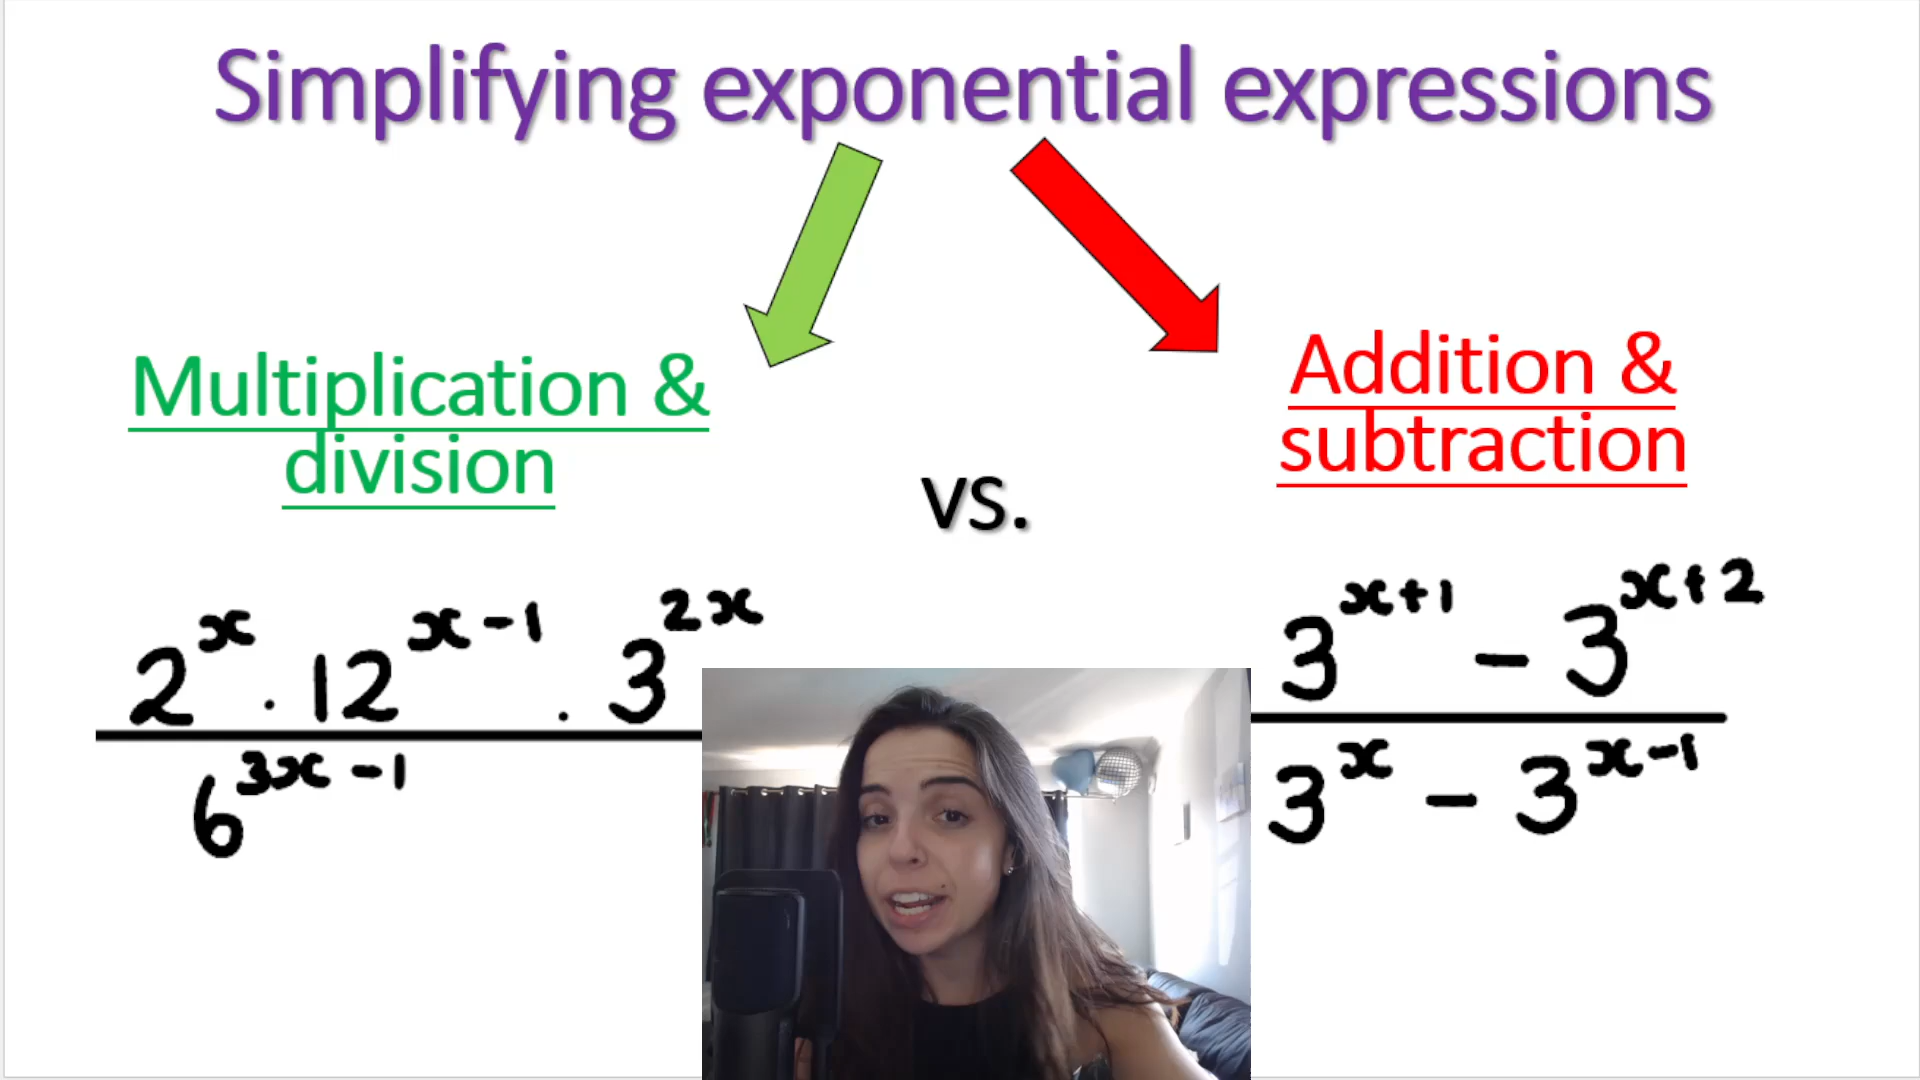 Simplifying exponential expressions
Multiplication &
division
vs.
Addition &
subtraction
2^x · 12^(x-1) · 3^(2x)
6^(3x-1)
3^(x+1) - 3^(x+2)
3^x - 3^(x-1)